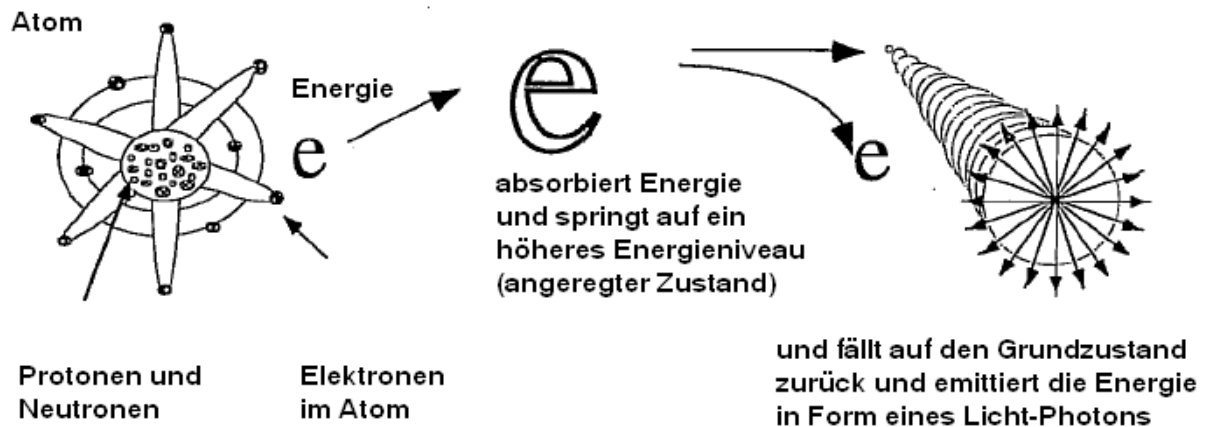 Atom
Energie
e
e
e
absorbiert Energie
und springt auf ein
höheres Energieniveau
(angeregter Zustand)
Protonen und
Neutronen
Elektronen
im Atom
und fällt auf den Grundzustand
zurück und emittiert die Energie
in Form eines Licht-Photons